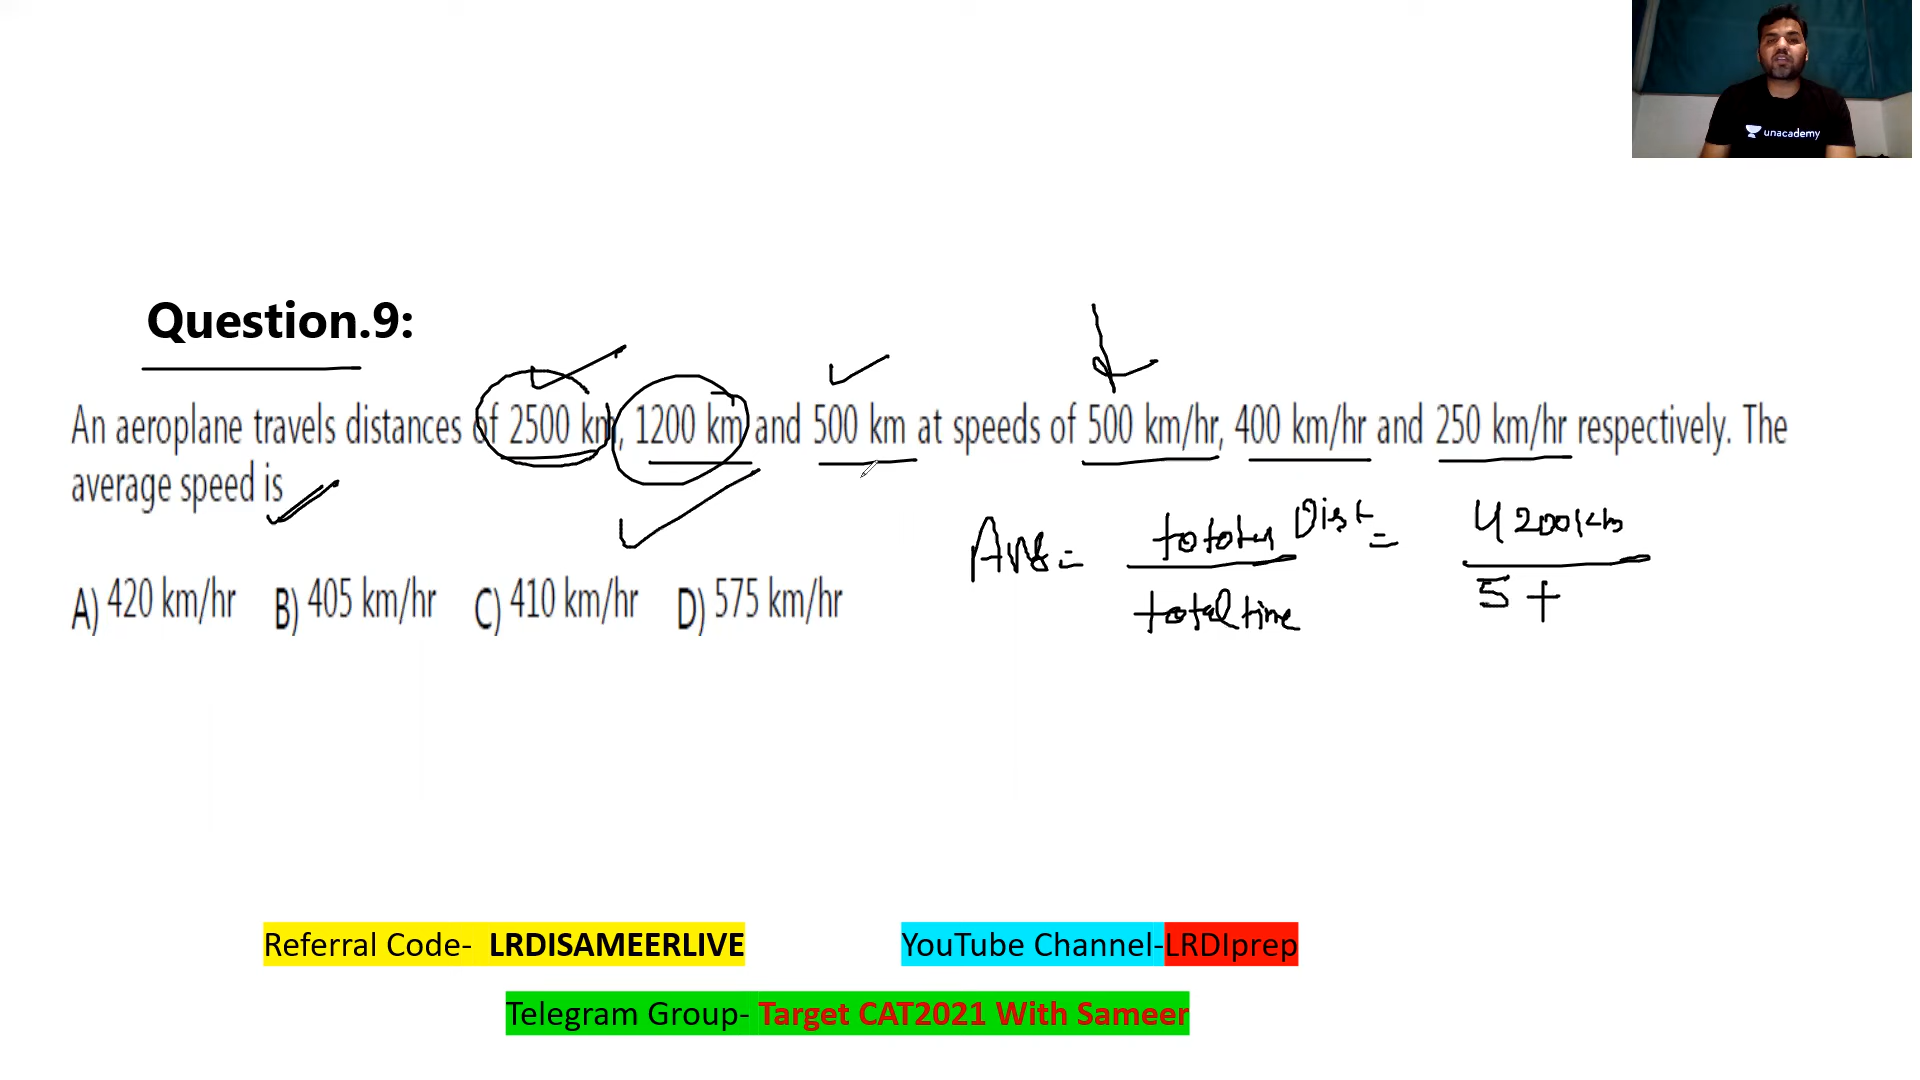 unacademy
Question.9:
An aeroplane travels distances of 2500 km, 1200 km and 500 km at speeds of 500 km/hr, 400 km/hr and 250 km/hr respectively. The
average speed is
Ans = Dist = 4200km
total time 5 +
A) 420 km/hr B) 405 km/hr C) 410 km/hr D) 575 km/hr
Referral Code- LRDISAMEERLIVE YouTube Channel-LRDIprep
Telegram Group- Target CAT2021 With Sameer